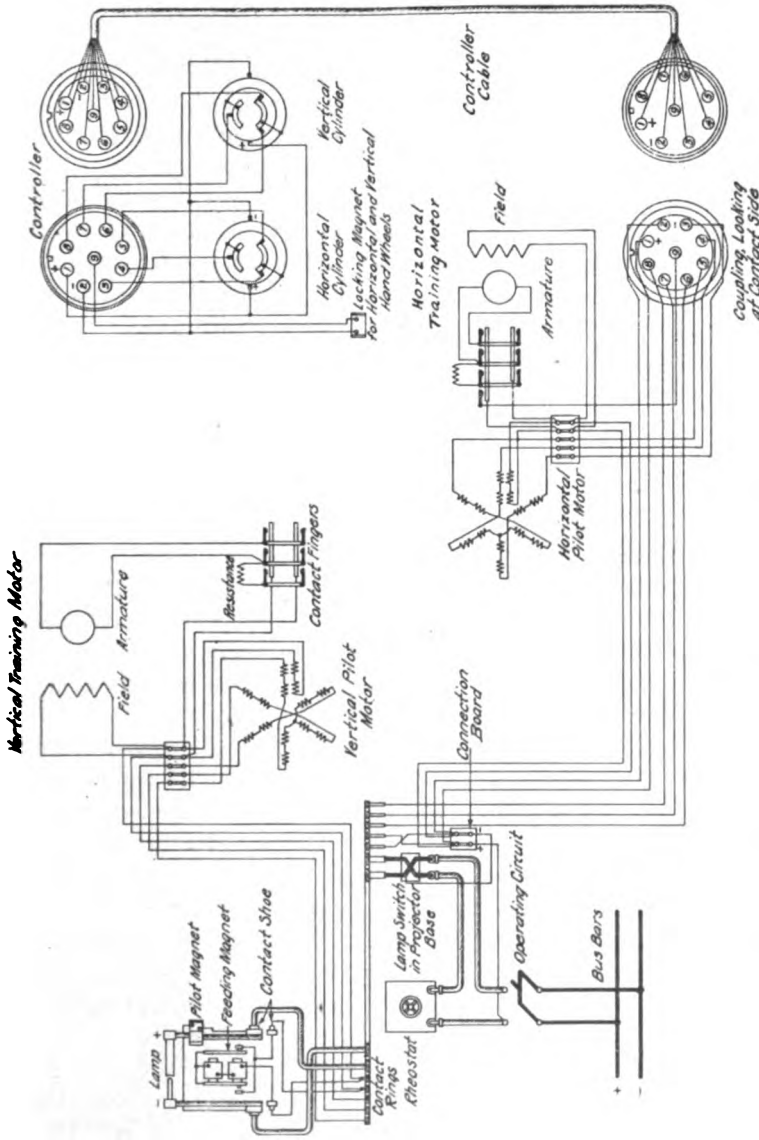 Vertical Training Motor
Field
Armature
Resistance
Contact Fingers
Vertical Pilot
Motor
Lamp
-
+
Pilot Magnet
Feeding Magnet
Contact Shoe
Contact
Rings
Rheostat
Lamp Switch
in Projector
Base
Connection
Board
+
-
Operating Circuit
Bus Bars
+
-
Controller
Horizontal
Cylinder
Vertical
Cylinder
Locking Magnet
for Horizontal and Vertical
Hand Wheels
Controller
Cable
Horizontal
Training Motor
Field
Armature
Horizontal
Pilot Motor
Coupling, Looking
at Contact Side